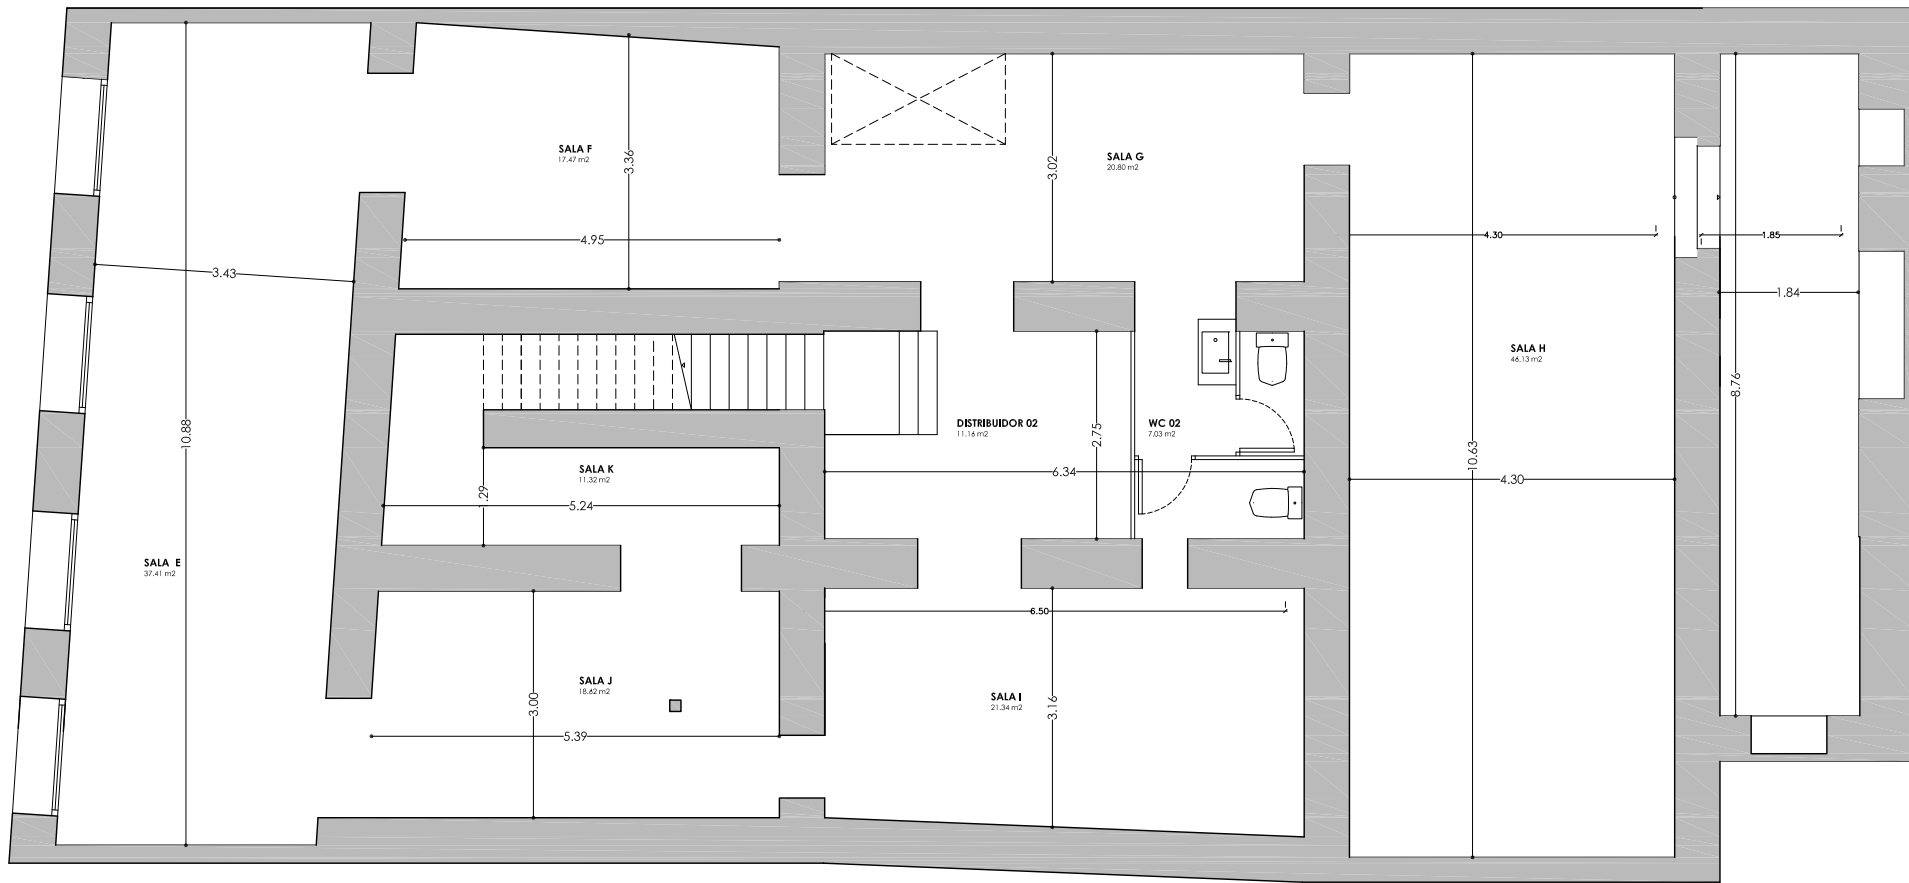 SALA F
17.47 m2
3.36
3.02
SALA G
20.80 m2
4.95
3.43
4.30
1.85
1.84
SALA H
46.13 m2
8.76
10.88
DISTRIBUIDOR 02
11.16 m2
WC 02
7.03 m2
2.75
10.63
SALA K
11.32 m2
6.34
4.30
1.29
5.24
SALA E
37.41 m2
6.50
SALA J
18.62 m2
3.00
SALA I
21.34 m2
3.16
5.39